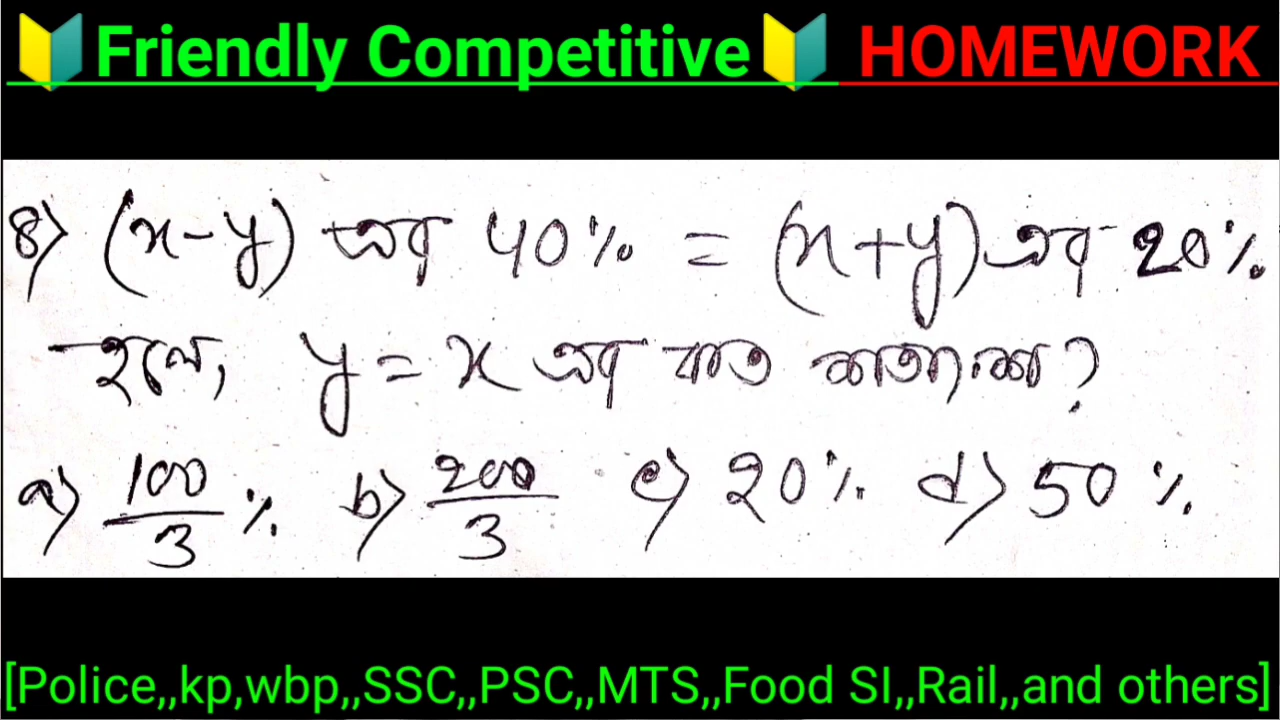 🔰Friendly Competitive🔰 HOMEWORK
8) (x-y) এর 40% = (x+y) এর 20%
হলে, y = x এর কত শতাংশ?
a) 100/3 % b) 200/3 c) 20% d) 50%
[Police,,kp,wbp,,SSC,,PSC,,MTS,,Food SI,,Rail,,and others]